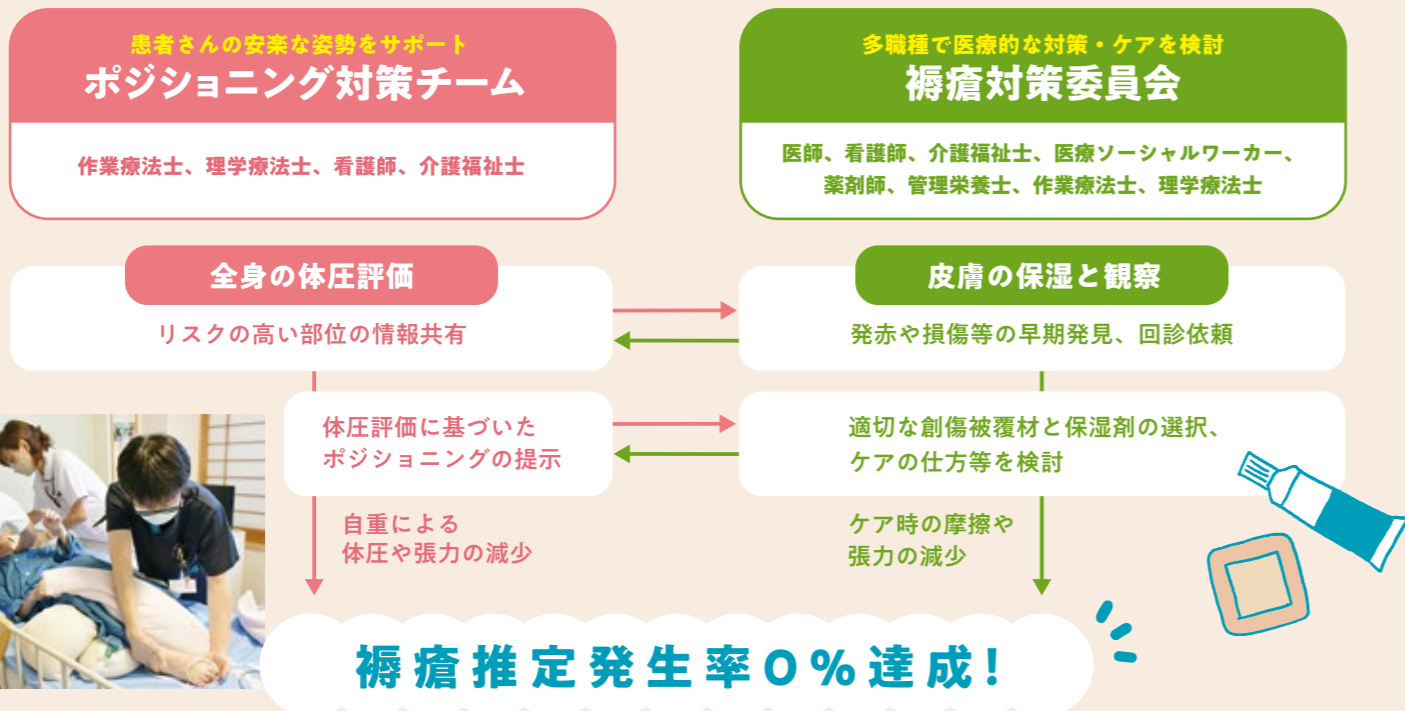 患者さんの安楽な姿勢をサポート
ポジショニング対策チーム
作業療法士、理学療法士、看護師、介護福祉士
多職種で医療的な対策・ケアを検討
褥瘡対策委員会
医師、看護師、介護福祉士、医療ソーシャルワーカー、
薬剤師、管理栄養士、作業療法士、理学療法士
全身の体圧評価
リスクの高い部位の情報共有
皮膚の保湿と観察
発赤や損傷等の早期発見、回診依頼
体圧評価に基づいた
ポジショニングの提示
適切な創傷被覆材と保湿剤の選択、
ケアの仕方等を検討
自重による
体圧や張力の減少
ケア時の摩擦や
張力の減少
褥瘡推定発生率0%達成!